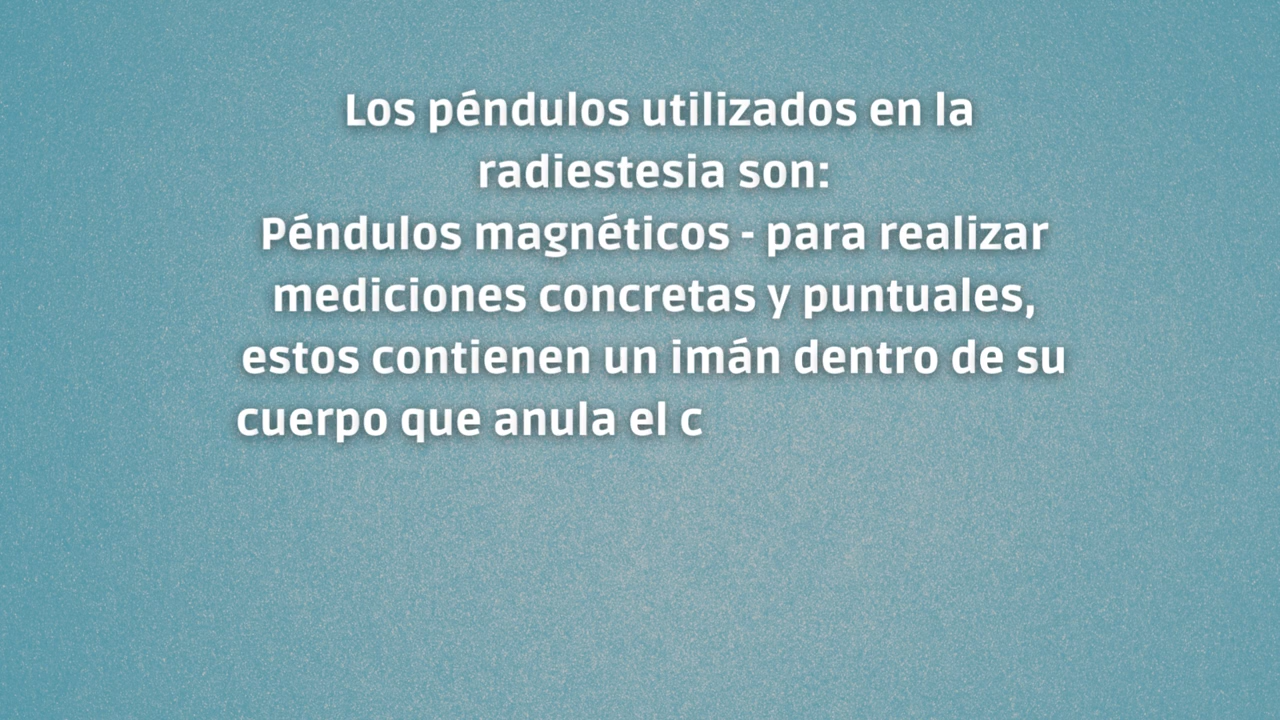 Los péndulos utilizados en la
radiestesia son:
Péndulos magnéticos - para realizar
mediciones concretas y puntuales,
estos contienen un imán dentro de su
cuerpo que anula el c